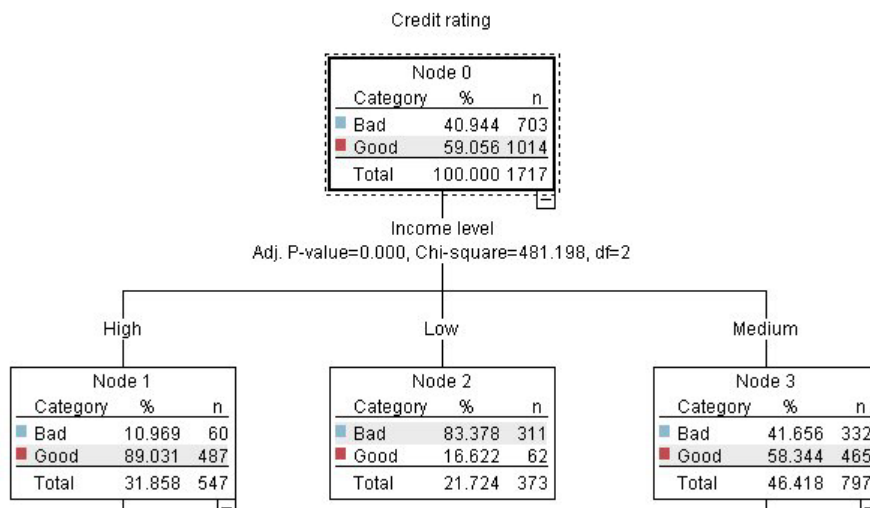 Credit rating
Node 0
Category % n
Bad 40.944 703
Good 59.056 1014
Total 100.000 1717
Income level
Adj. P-value=0.000, Chi-square=481.198, df=2
High Low Medium
Node 1
Category % n
Bad 10.969 60
Good 89.031 487
Total 31.858 547
Node 2
Category % n
Bad 83.378 311
Good 16.622 62
Total 21.724 373
Node 3
Category % n
Bad 41.656 332
Good 58.344 465
Total 46.418 797